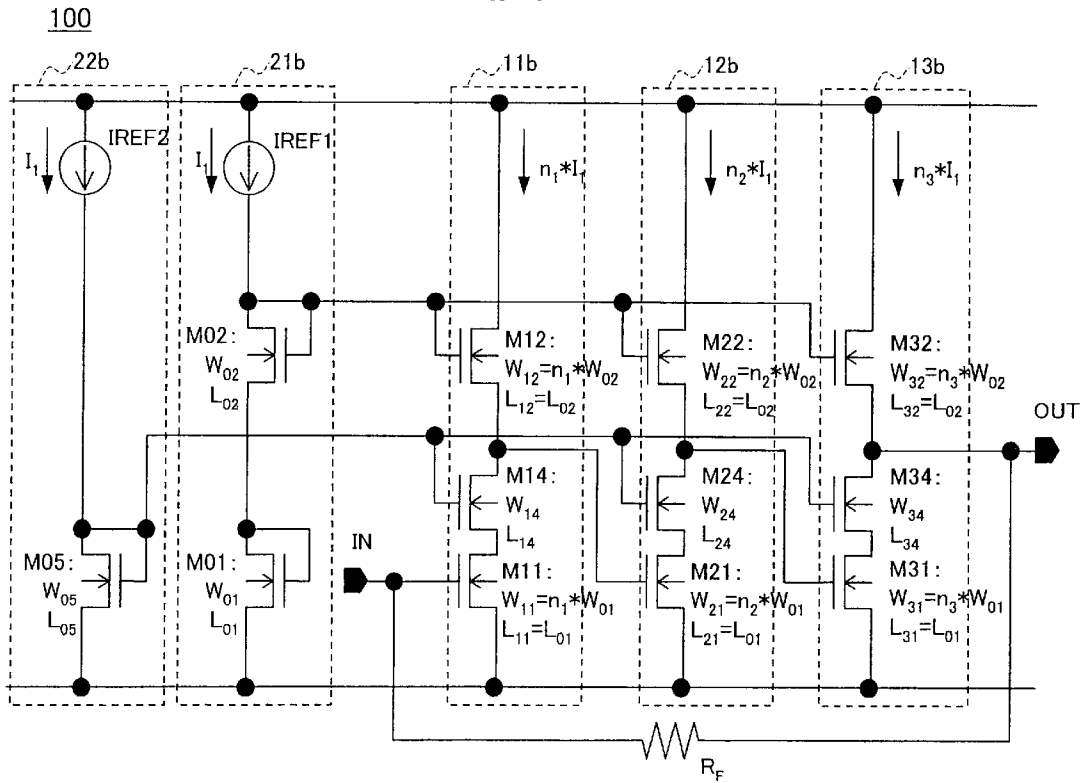 100
22b
21b
11b
12b
13b
IREF2
IREF1
I₁
I₁
n₁*I₁
n₂*I₁
n₃*I₁
M02:
W₀₂
L₀₂
M12:
W₁₂=n₁*W₀₂
L₁₂=L₀₂
M22:
W₂₂=n₂*W₀₂
L₂₂=L₀₂
M32:
W₃₂=n₃*W₀₂
L₃₂=L₀₂
OUT
M14:
W₁₄
L₁₄
M24:
W₂₄
L₂₄
M34:
W₃₄
L₃₄
IN
M05:
W₀₅
L₀₅
M01:
W₀₁
L₀₁
M11:
W₁₁=n₁*W₀₁
L₁₁=L₀₁
M21:
W₂₁=n₂*W₀₁
L₂₁=L₀₁
M31:
W₃₁=n₃*W₀₁
L₃₁=L₀₁
R_F